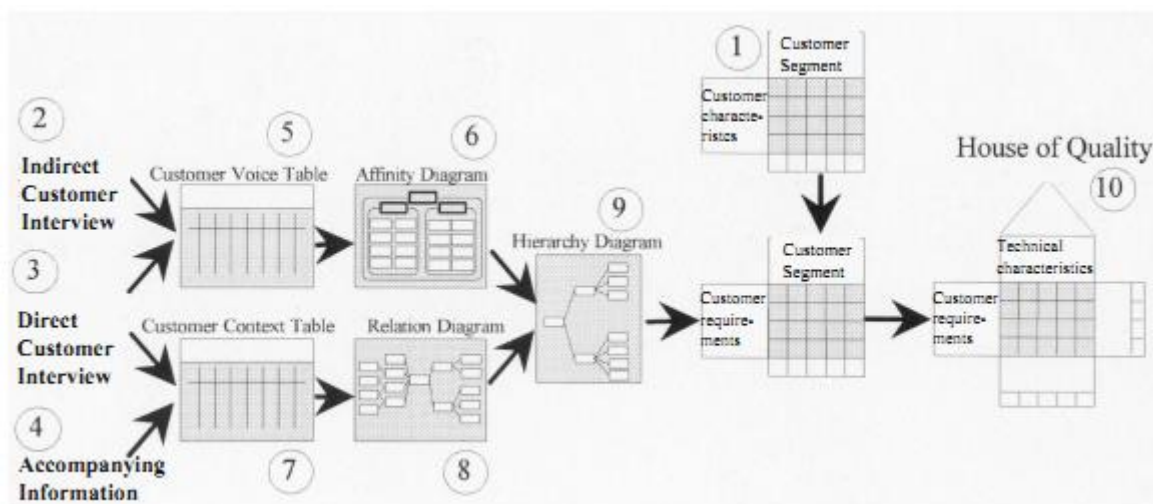 1
Customer
Segment
Customer
characte-
ristcs
2
Indirect
Customer
Interview
5
Customer Voice Table
6
Affinity Diagram
3
Direct
Customer
Interview
Customer Context Table
Relation Diagram
4
Accompanying
Information
7
8
9
Hierarchy Diagram
Customer
Segment
Customer
require-
ments
House of Quality
10
Technical
characteristics
Customer
require-
ments